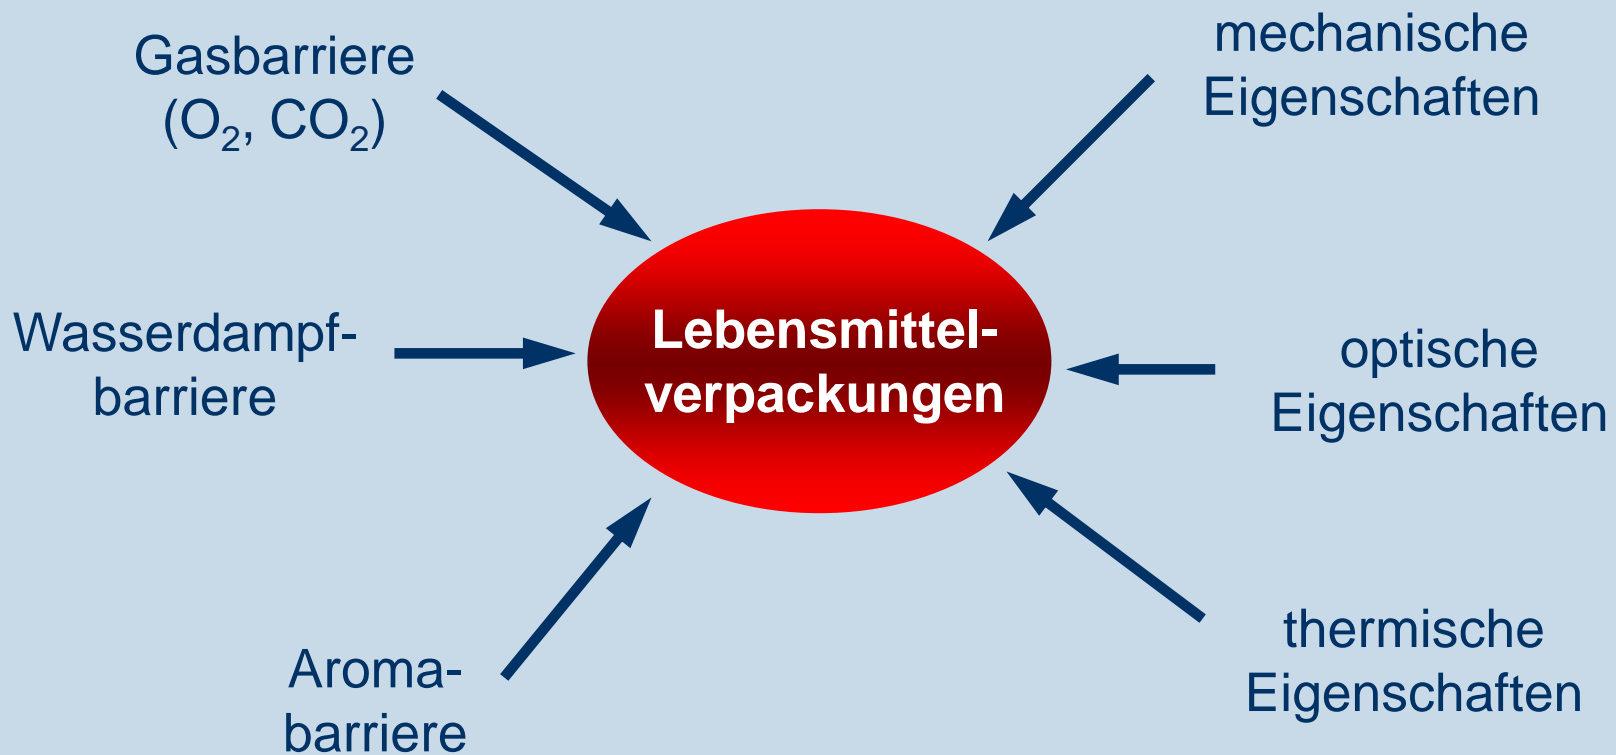 Gasbarriere
(O₂, CO₂)
mechanische
Eigenschaften
Wasserdampf-
barriere
Lebensmittel-
verpackungen
optische
Eigenschaften
Aroma-
barriere
thermische
Eigenschaften